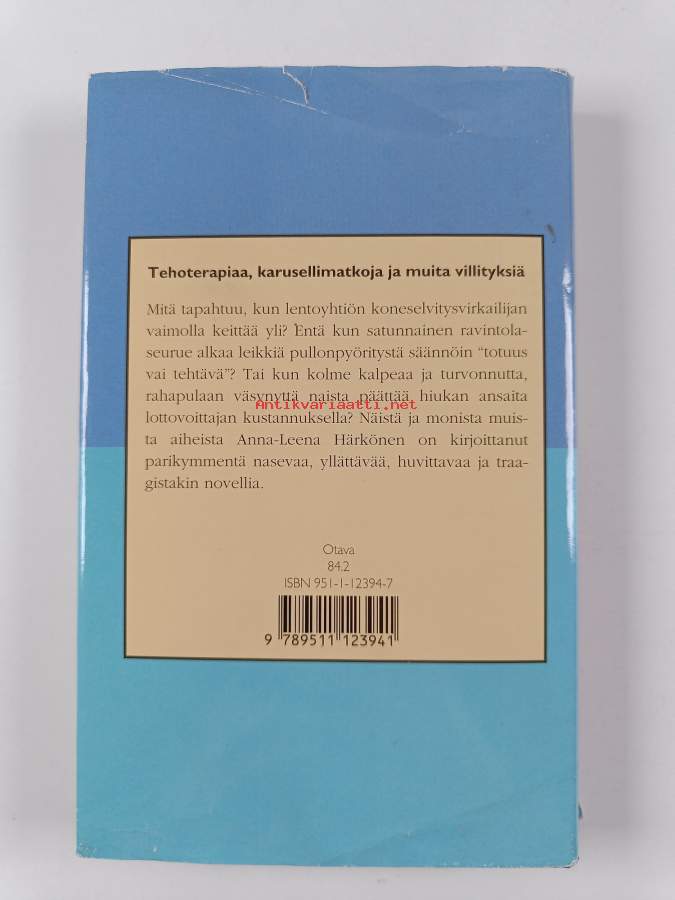 Tehoterapiaa, karusellimatkoja ja muita villityksiä
Mitä tapahtuu, kun lentoyhtiön koneselvitysvirkailijan
vaimolla keittää yli? Entä kun satunnainen ravintola-
seurue alkaa leikkiä pullonpyöritystä säännöin "totuus
vai tehtävä"? Tai kun kolme kalpeaa ja turvonnutta,
rahapulaan väsynyttä naista päättää hiukan ansaita
Antikvariaatti.net
lottovoittajan kustannuksella? Näistä ja monista muis-
ta aiheista Anna-Leena Härkönen on kirjoittanut
parikymmentä nasevaa, yllättävää, huvittavaa ja traa-
gistakin novellia.
Otava
84.2
ISBN 951-1-12394-7
9 789511 123941